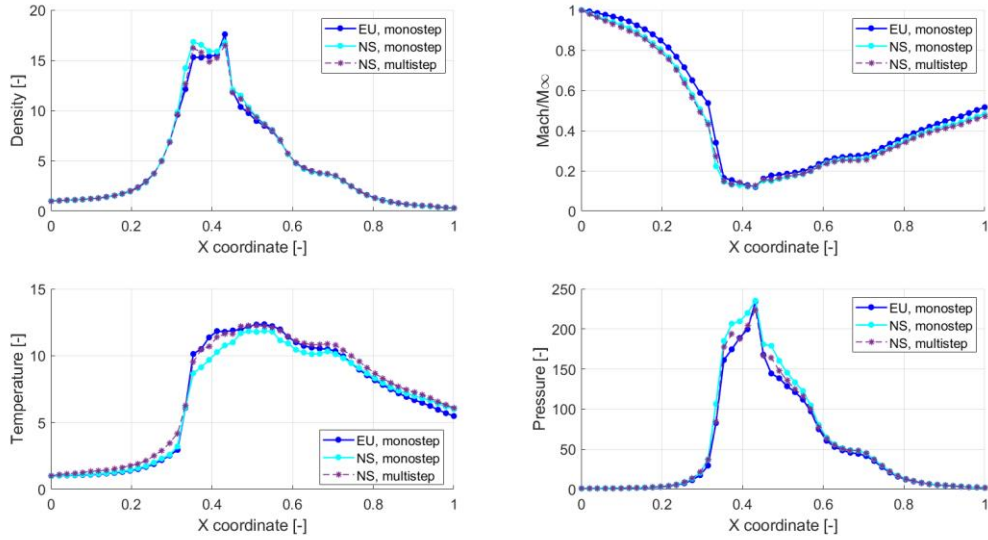 20
15
10
5
0
Density [-]
0
0.2
0.4
0.6
0.8
1
X coordinate [-]
EU, monostep
NS, monostep
NS, multistep
1
0.8
0.6
0.4
0.2
0
Mach/M∞
0
0.2
0.4
0.6
0.8
1
X coordinate [-]
EU, monostep
NS, monostep
NS, multistep
15
10
5
0
Temperature [-]
0
0.2
0.4
0.6
0.8
1
X coordinate [-]
EU, monostep
NS, monostep
NS, multistep
250
200
150
100
50
0
Pressure [-]
0
0.2
0.4
0.6
0.8
1
X coordinate [-]
EU, monostep
NS, monostep
NS, multistep